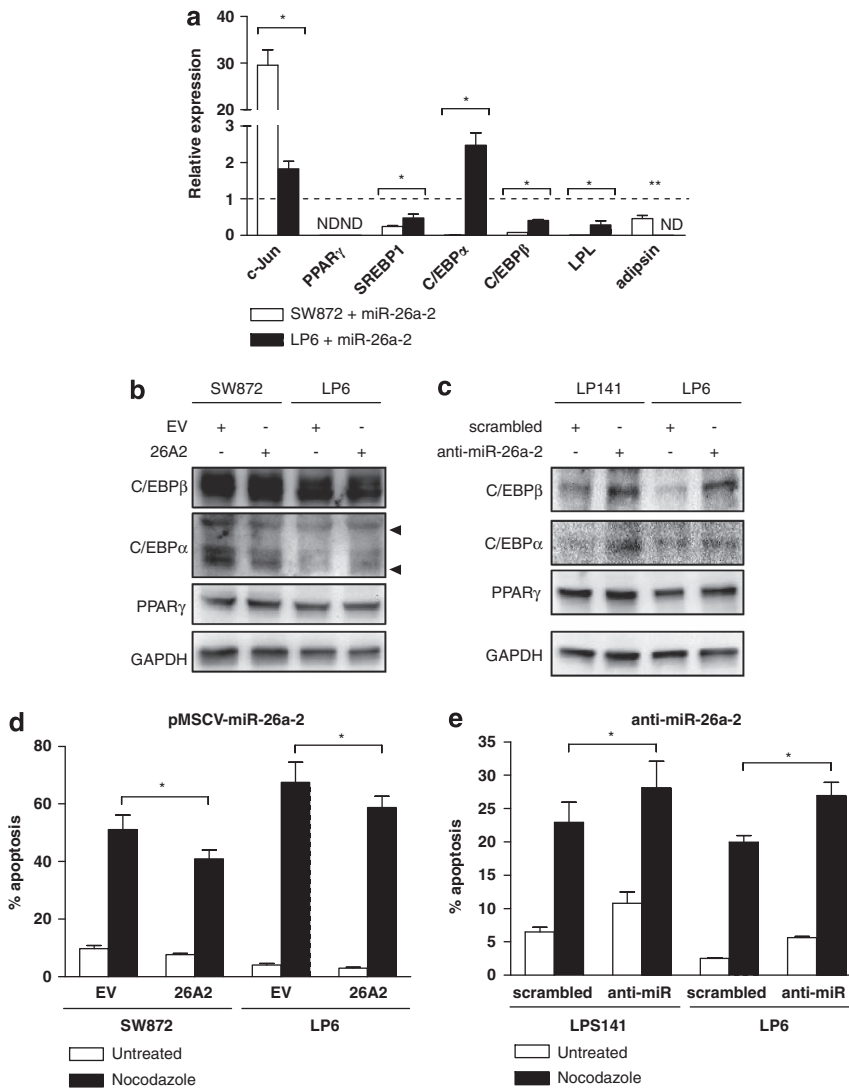 a
Relative expression
40
30
20
3
2
1
0
*
NDND
*
*
*
*
**
ND
c-Jun
PPARγ
SREBP1
C/EBPα
C/EBPβ
LPL
adipsin
SW872 + miR-26a-2
LP6 + miR-26a-2
b
SW872 LP6
EV + - + -
26A2 - + - +
C/EBPβ
C/EBPα
PPARγ
GAPDH
c
LP141 LP6
scrambled + - + -
anti-miR-26a-2 - + - +
C/EBPβ
C/EBPα
PPARγ
GAPDH
d
pMSCV-miR-26a-2
% apoptosis
80
60
40
20
0
*
*
EV 26A2 EV 26A2
SW872 LP6
Untreated
Nocodazole
e
anti-miR-26a-2
% apoptosis
35
30
25
20
15
10
5
0
*
*
scrambled anti-miR scrambled anti-miR
LPS141 LP6
Untreated
Nocodazole